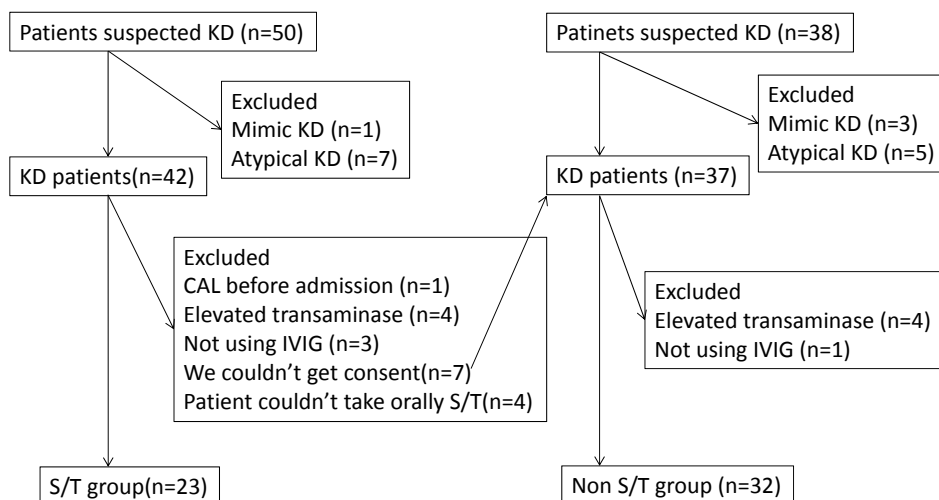 Patients suspected KD (n=50)
Excluded
Mimic KD (n=1)
Atypical KD (n=7)
KD patients(n=42)
Excluded
CAL before admission (n=1)
Elevated transaminase (n=4)
Not using IVIG (n=3)
We couldn't get consent(n=7)
Patient couldn't take orally S/T(n=4)
S/T group(n=23)
Patinets suspected KD (n=38)
Excluded
Mimic KD (n=3)
Atypical KD (n=5)
KD patients (n=37)
Excluded
Elevated transaminase (n=4)
Not using IVIG (n=1)
Non S/T group (n=32)